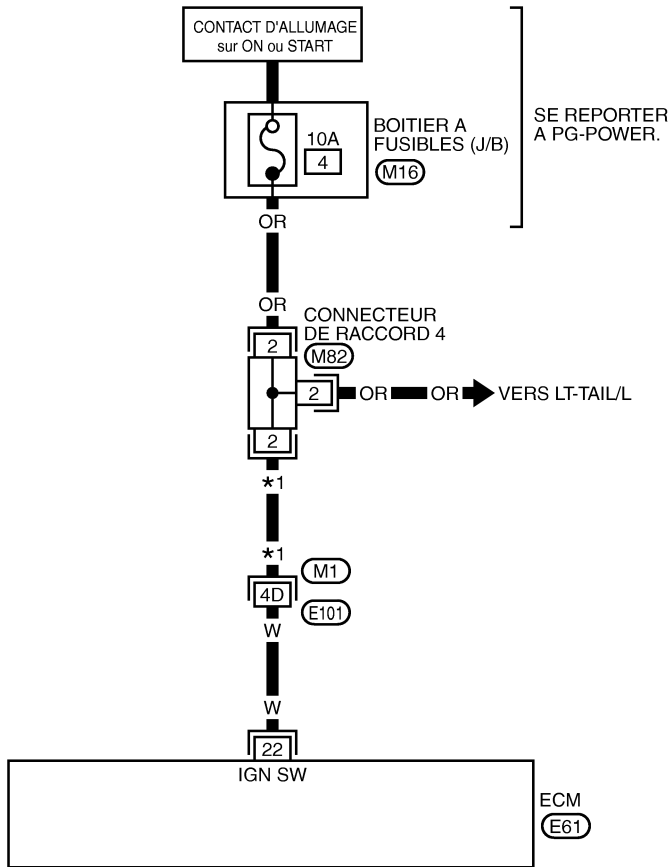 CONTACT D'ALLUMAGE
sur ON ou START
SE REPORTER
A PG-POWER.
BOITIER A
FUSIBLES (J/B)
10A
4
M16
OR
OR
CONNECTEUR
DE RACCORD 4
2
M82
2
OR
OR
VERS LT-TAIL/L
2
*1
*1
M1
4D
E101
W
W
22
IGN SW
ECM
E61